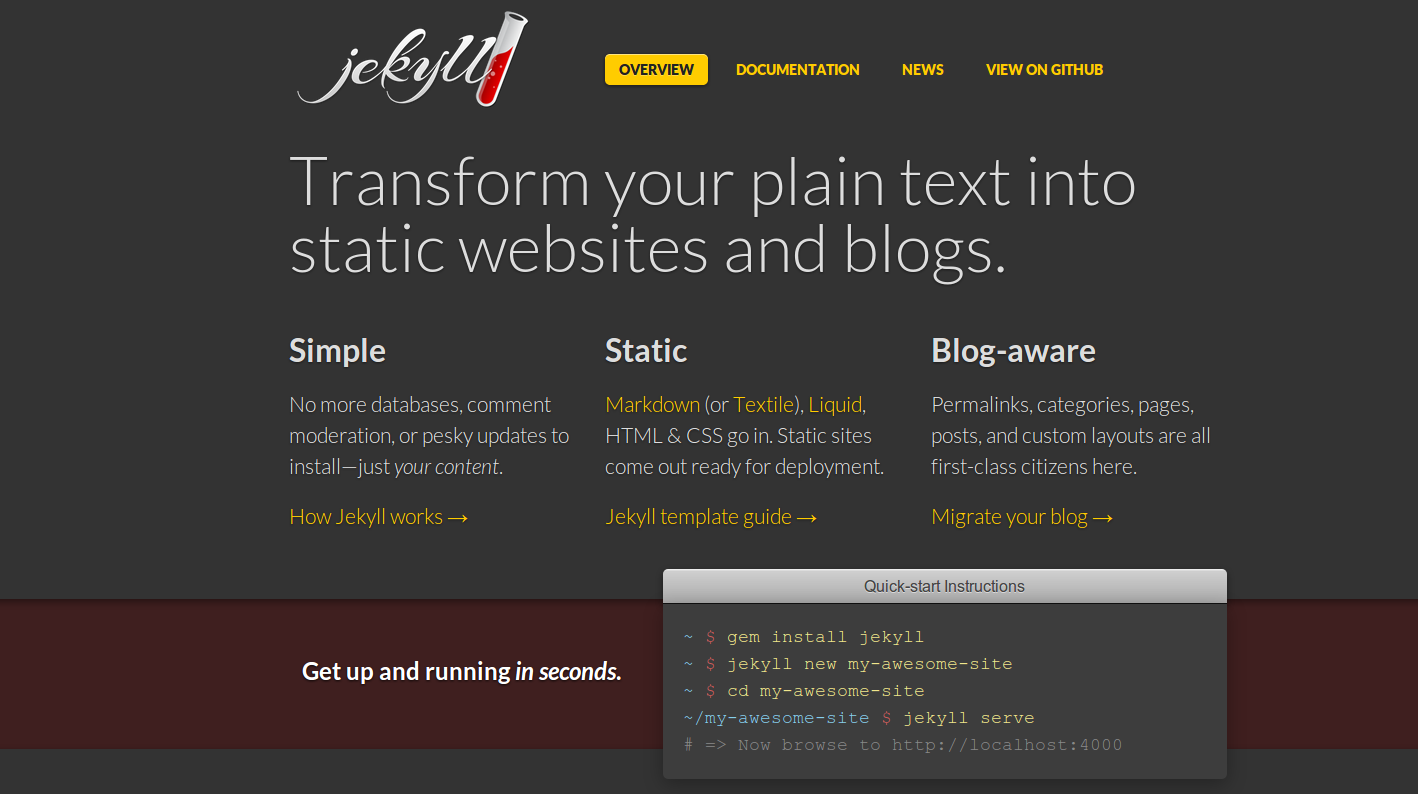 jekyll
OVERVIEW DOCUMENTATION NEWS VIEW ON GITHUB
Transform your plain text into
static websites and blogs.
Simple
No more databases, comment
moderation, or pesky updates to
install—just your content.
How Jekyll works →
Static
Markdown (or Textile), Liquid,
HTML & CSS go in. Static sites
come out ready for deployment.
Jekyll template guide →
Blog-aware
Permalinks, categories, pages,
posts, and custom layouts are all
first-class citizens here.
Migrate your blog →
Get up and running in seconds.
Quick-start Instructions
~ $ gem install jekyll
~ $ jekyll new my-awesome-site
~ $ cd my-awesome-site
~/my-awesome-site $ jekyll serve
# => Now browse to http://localhost:4000